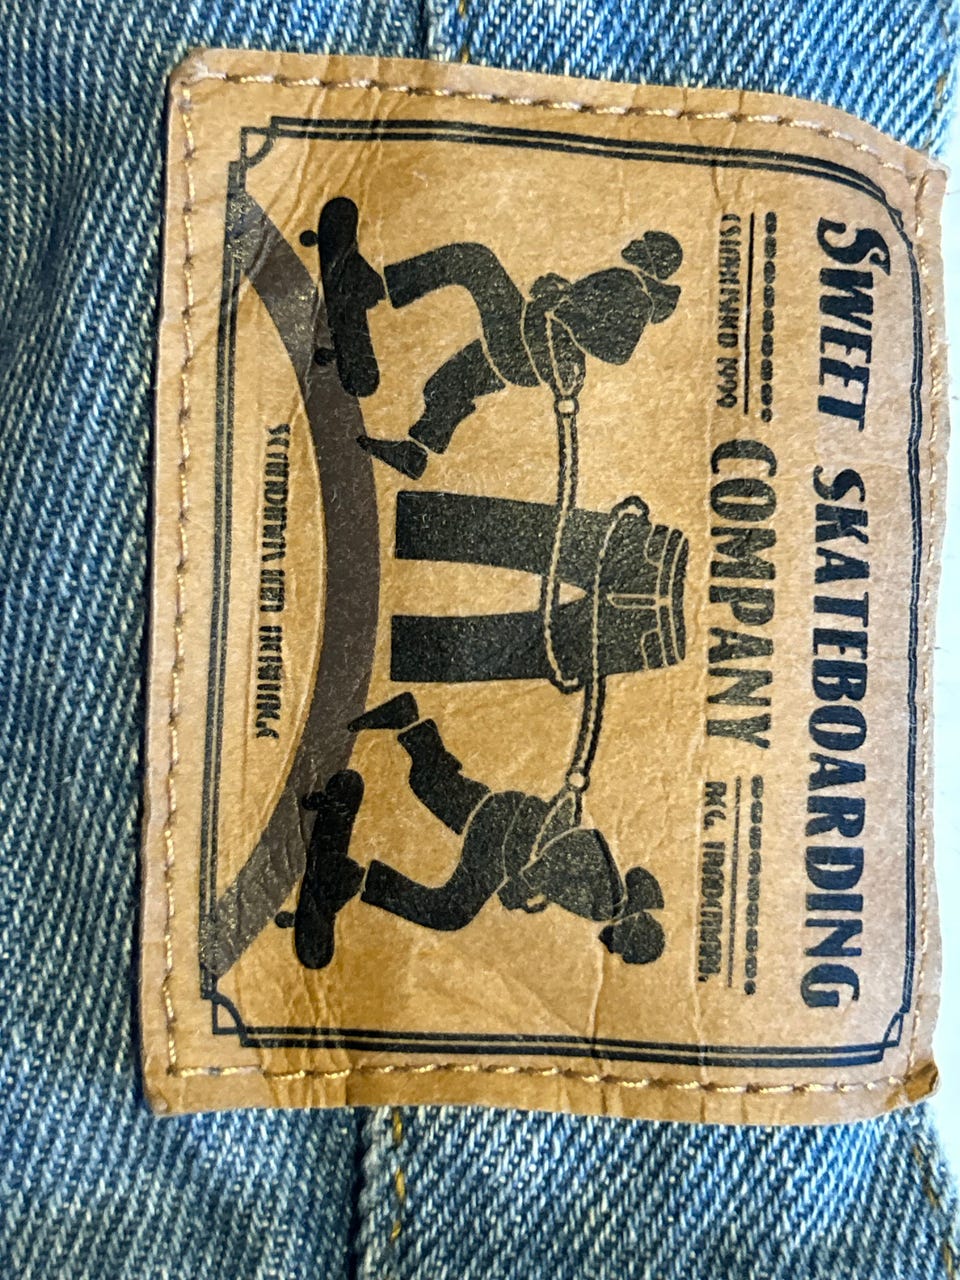 SWEET SKATEBOARDING
ESTABLISHED 1999 COMPANY REG. TRADEMARK.